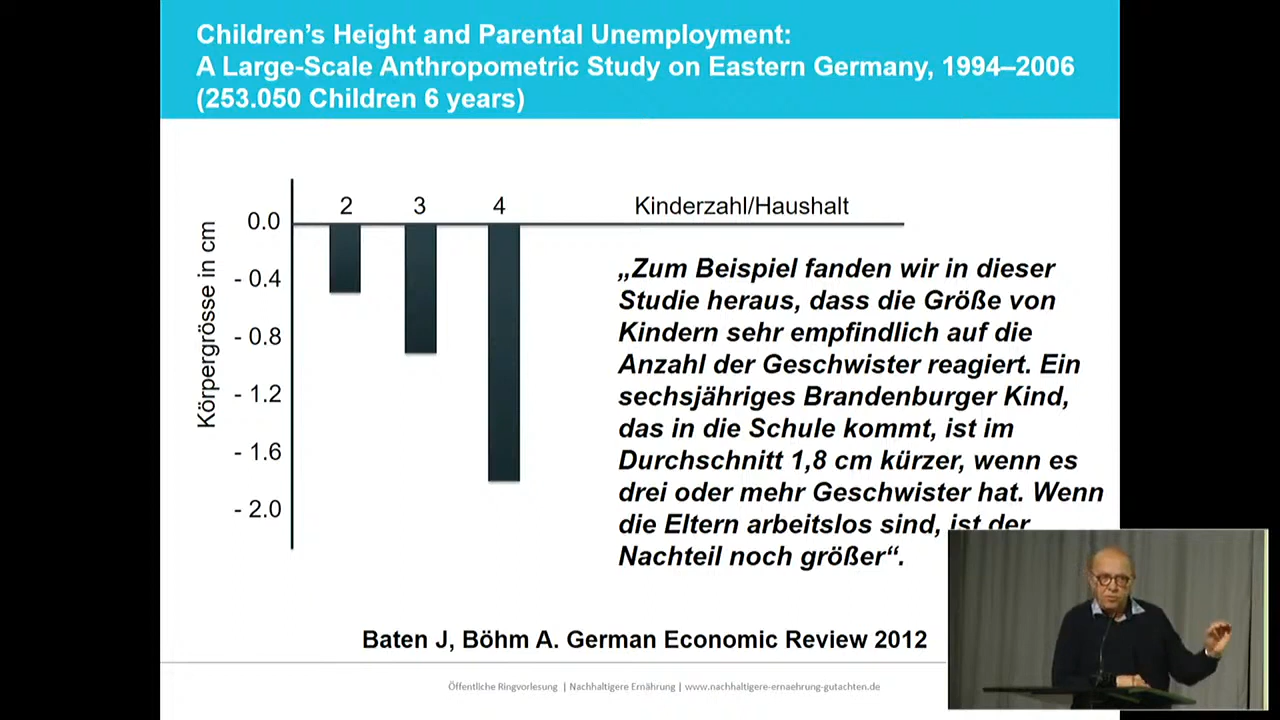 Children’s Height and Parental Unemployment:
A Large-Scale Anthropometric Study on Eastern Germany, 1994–2006
(253.050 Children 6 years)
2 3 4 Kinderzahl/Haushalt
Körpergrösse in cm
0.0
- 0.4
- 0.8
- 1.2
- 1.6
- 2.0
„Zum Beispiel fanden wir in dieser
Studie heraus, dass die Größe von
Kindern sehr empfindlich auf die
Anzahl der Geschwister reagiert. Ein
sechsjähriges Brandenburger Kind,
das in die Schule kommt, ist im
Durchschnitt 1,8 cm kürzer, wenn es
drei oder mehr Geschwister hat. Wenn
die Eltern arbeitslos sind, ist der
Nachteil noch größer“.
Baten J, Böhm A. German Economic Review 2012
Öffentliche Ringvorlesung | Nachhaltigere Ernährung | www.nachhaltigere-ernaehrung-gutachten.de